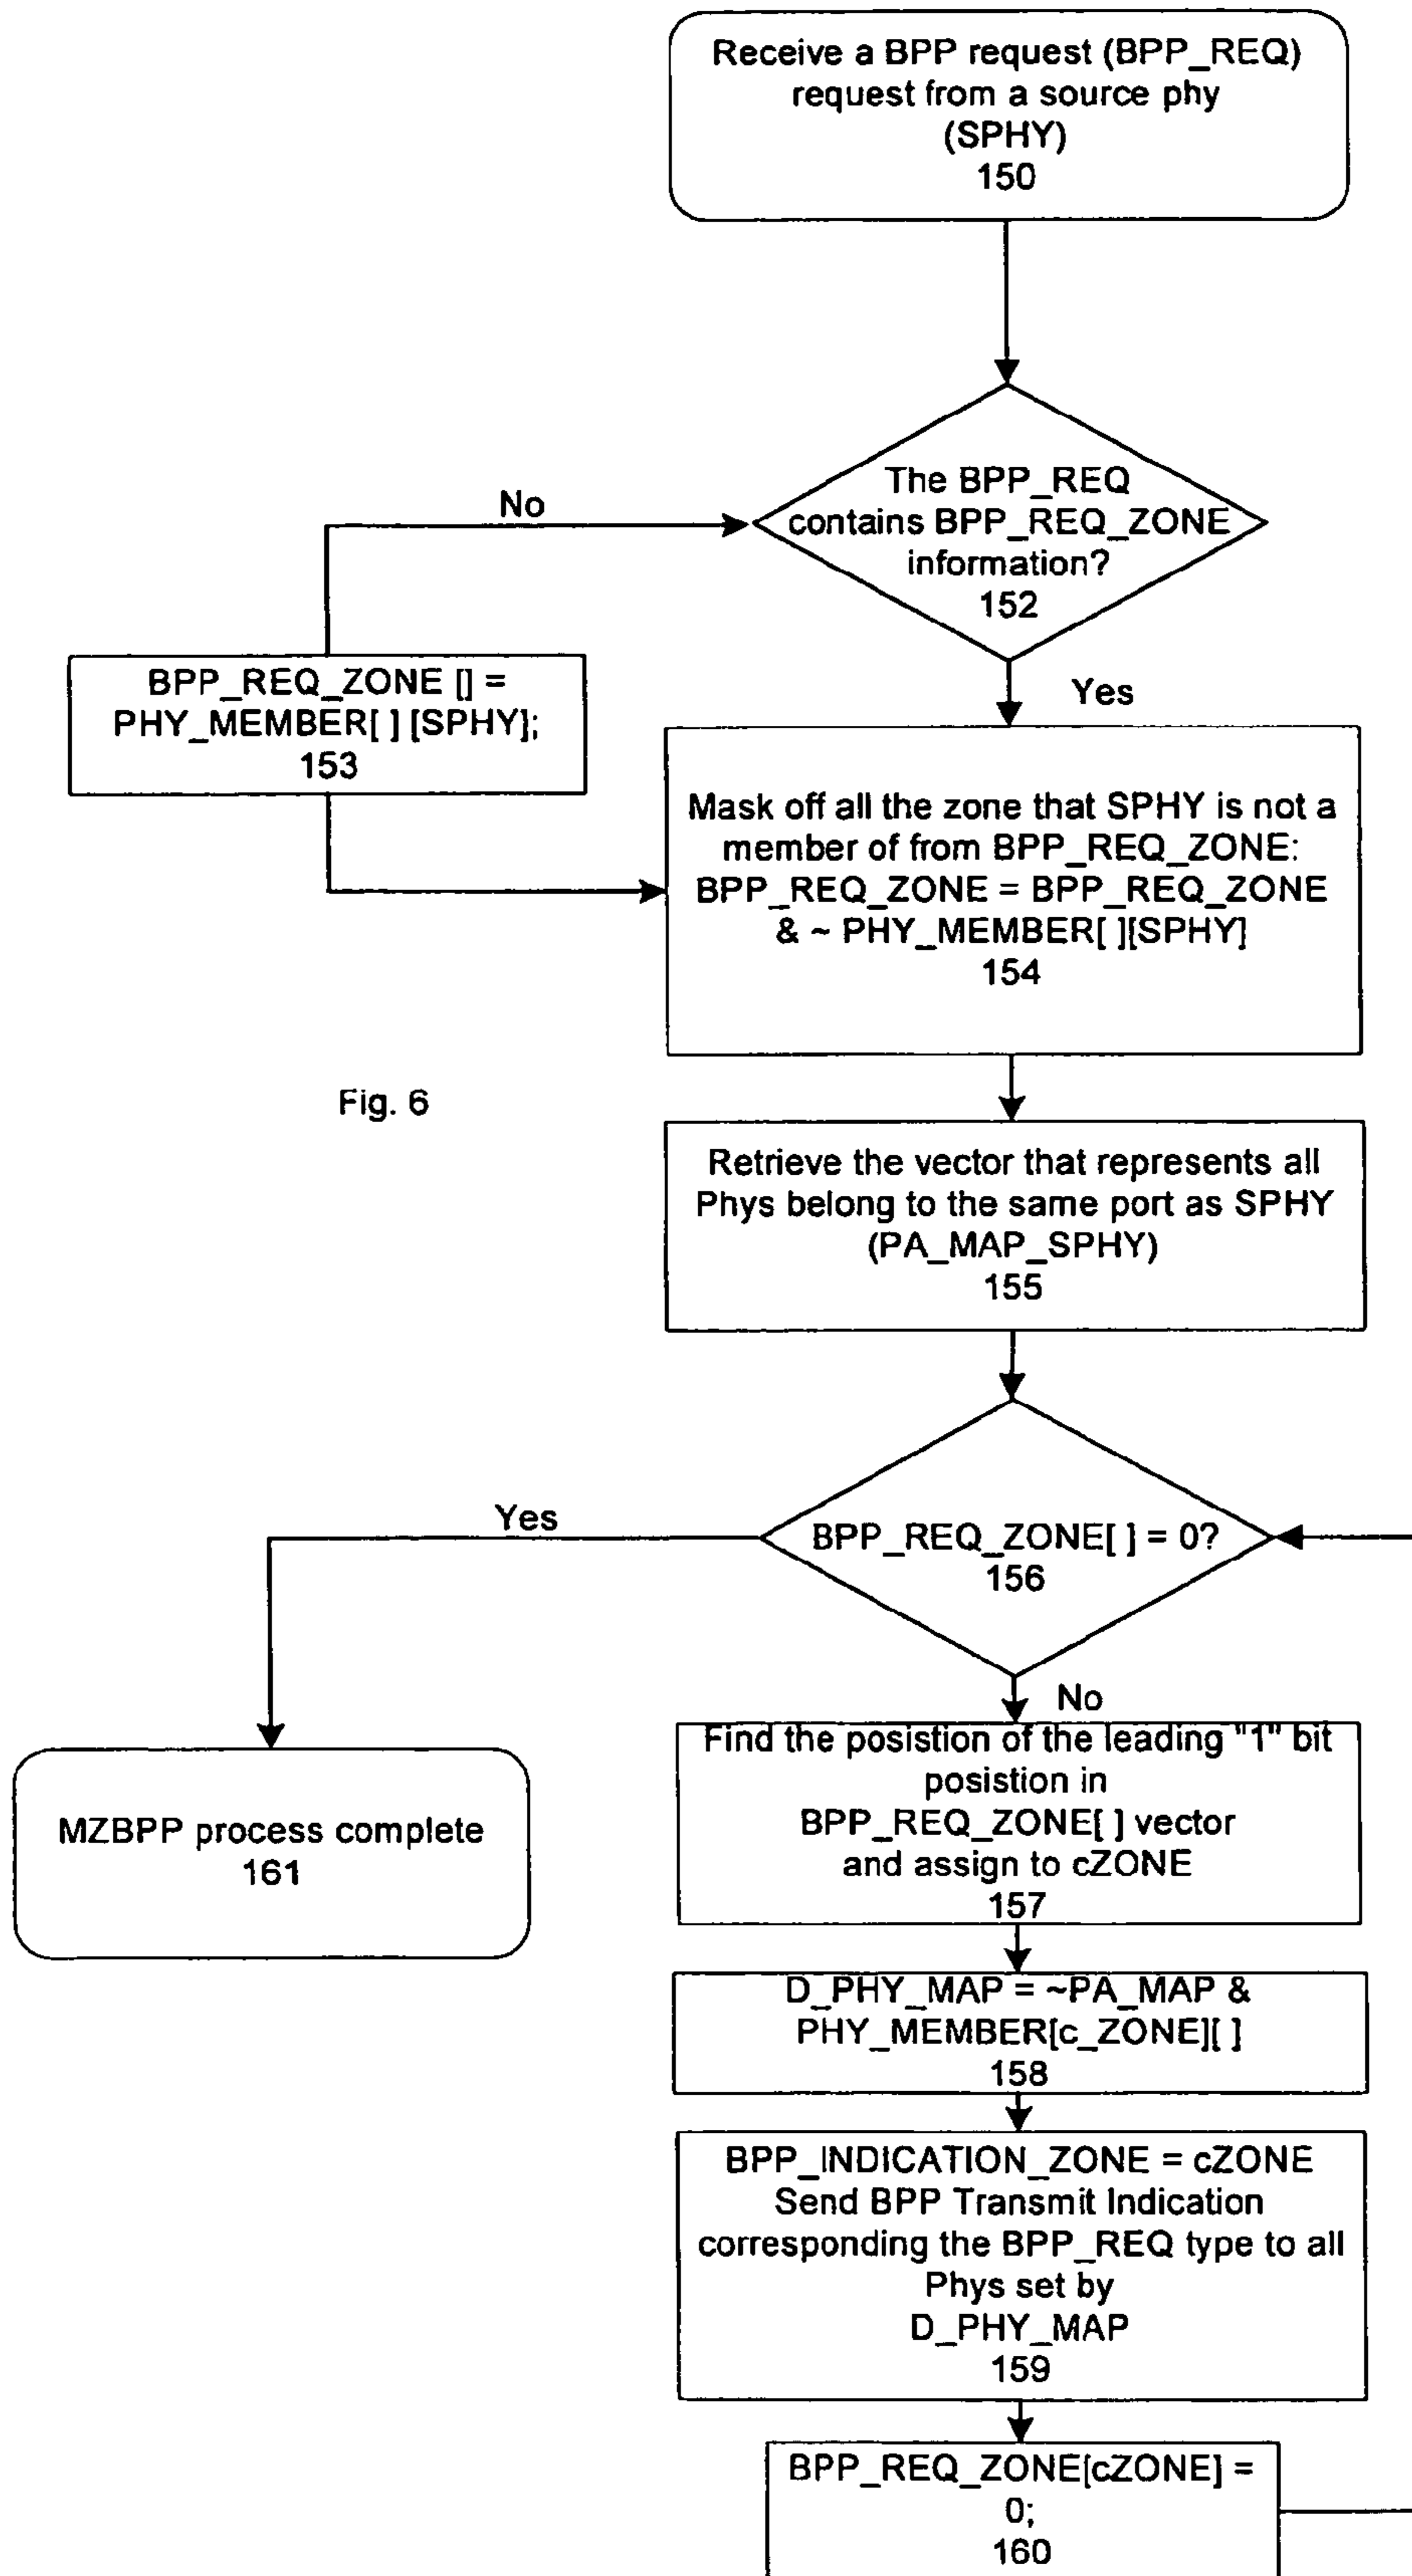 Receive a BPP request (BPP_REQ)
request from a source phy
(SPHY)
150
The BPP_REQ
contains BPP_REQ_ZONE
information?
152
No
Yes
BPP_REQ_ZONE [] =
PHY_MEMBER[ ] [SPHY];
153
Mask off all the zone that SPHY is not a
member of from BPP_REQ_ZONE:
BPP_REQ_ZONE = BPP_REQ_ZONE
& ~ PHY_MEMBER[ ][SPHY]
154
Fig. 6
Retrieve the vector that represents all
Phys belong to the same port as SPHY
(PA_MAP_SPHY)
155
BPP_REQ_ZONE[ ] = 0?
156
Yes
No
MZBPP process complete
161
Find the posistion of the leading "1" bit
posistion in
BPP_REQ_ZONE[ ] vector
and assign to cZONE
157
D_PHY_MAP = ~PA_MAP &
PHY_MEMBER[c_ZONE][ ]
158
BPP_INDICATION_ZONE = cZONE
Send BPP Transmit Indication
corresponding the BPP_REQ type to all
Phys set by
D_PHY_MAP
159
BPP_REQ_ZONE[cZONE] =
0;
160